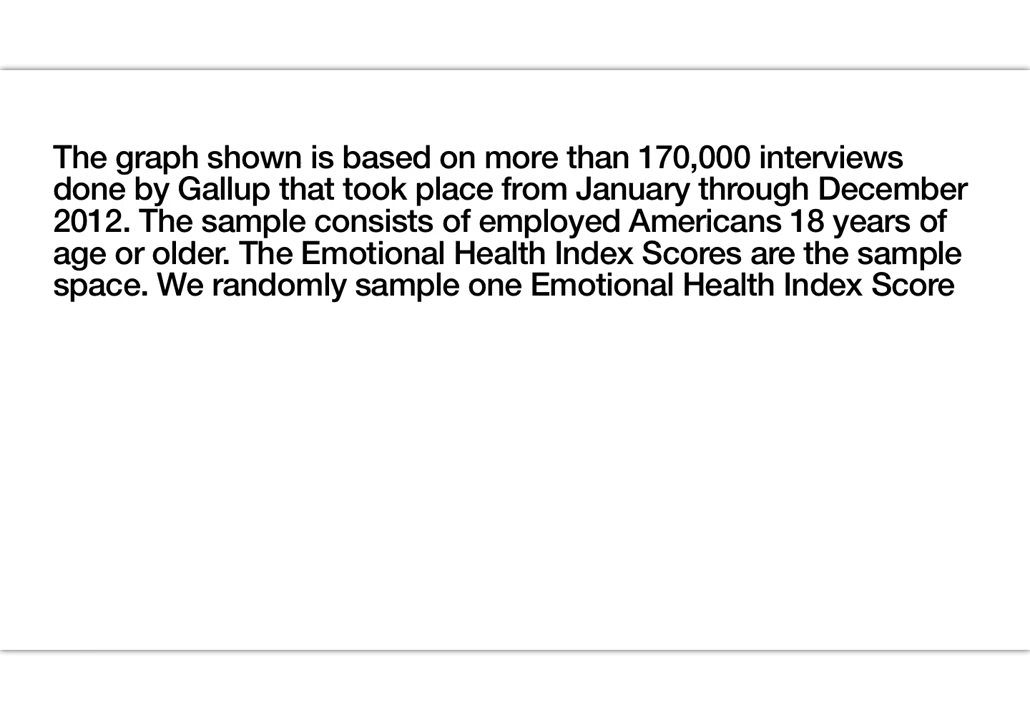 The graph shown is based on more than 170,000 interviews
done by Gallup that took place from January through December
2012. The sample consists of employed Americans 18 years of
age or older. The Emotional Health Index Scores are the sample
space. We randomly sample one Emotional Health Index Score